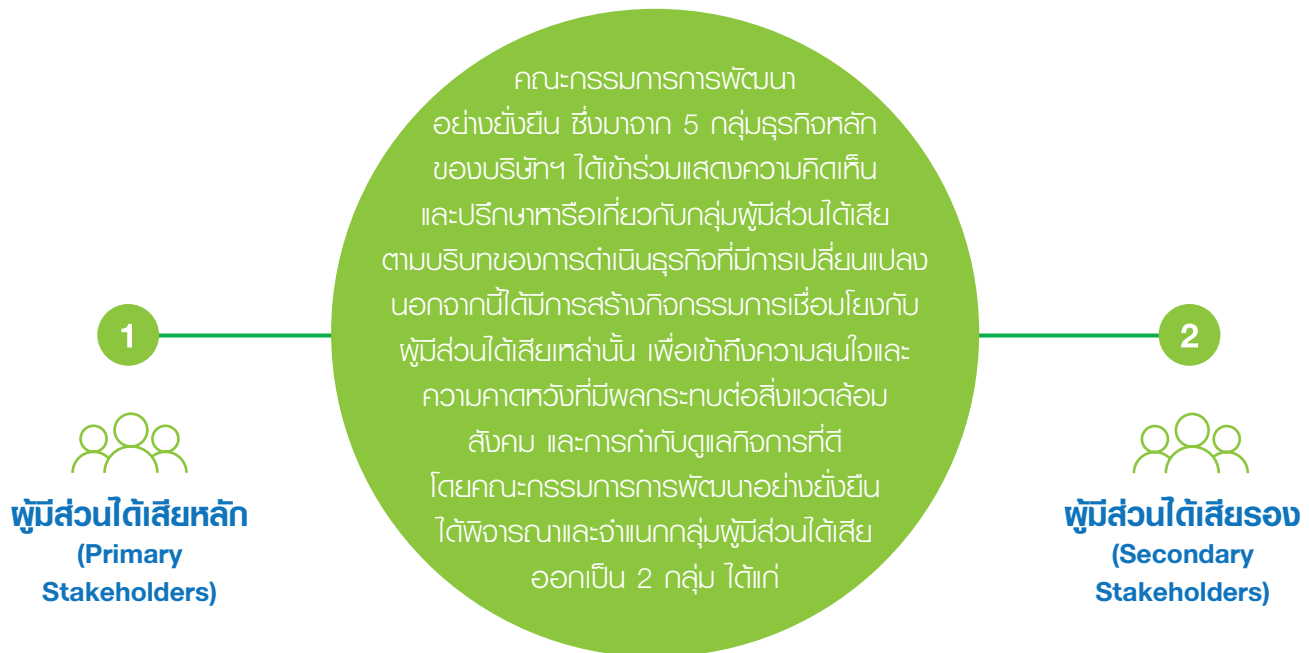 คณะกรรมการการพัฒนา
อย่างยั่งยืน ซึ่งมาจาก 5 กลุ่มธุรกิจหลัก
ของบริษัทฯ ได้เข้าร่วมแสดงความคิดเห็น
และปรึกษาหารือเกี่ยวกับกลุ่มผู้มีส่วนได้เสีย
ตามบริบทของการดำเนินธุรกิจที่มีการเปลี่ยนแปลง
นอกจากนี้ได้มีการสร้างกิจกรรมการเชื่อมโยงกับ
ผู้มีส่วนได้เสียเหล่านั้น เพื่อเข้าถึงความสนใจและ
ความคาดหวังที่มีผลกระทบต่อสิ่งแวดล้อม
สังคม และการกำกับดูแลกิจการที่ดี
โดยคณะกรรมการการพัฒนาอย่างยั่งยืน
ได้พิจารณาและจำแนกกลุ่มผู้มีส่วนได้เสีย
ออกเป็น 2 กลุ่ม ได้แก่
1
ผู้มีส่วนได้เสียหลัก
(Primary
Stakeholders)
2
ผู้มีส่วนได้เสียรอง
(Secondary
Stakeholders)